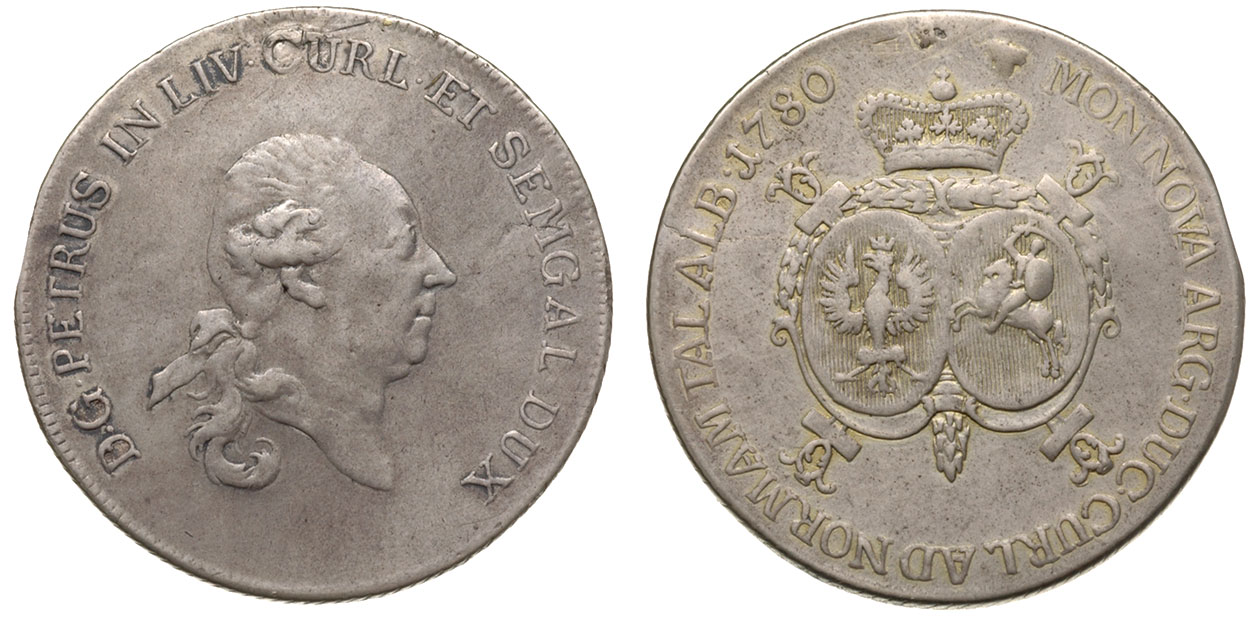 D·G·PETRUS IN LIV·CURL·ET SEMGAL DUX
MON NOVA ARG·DUC·CURL AD NORMAM TAL ALB·1780